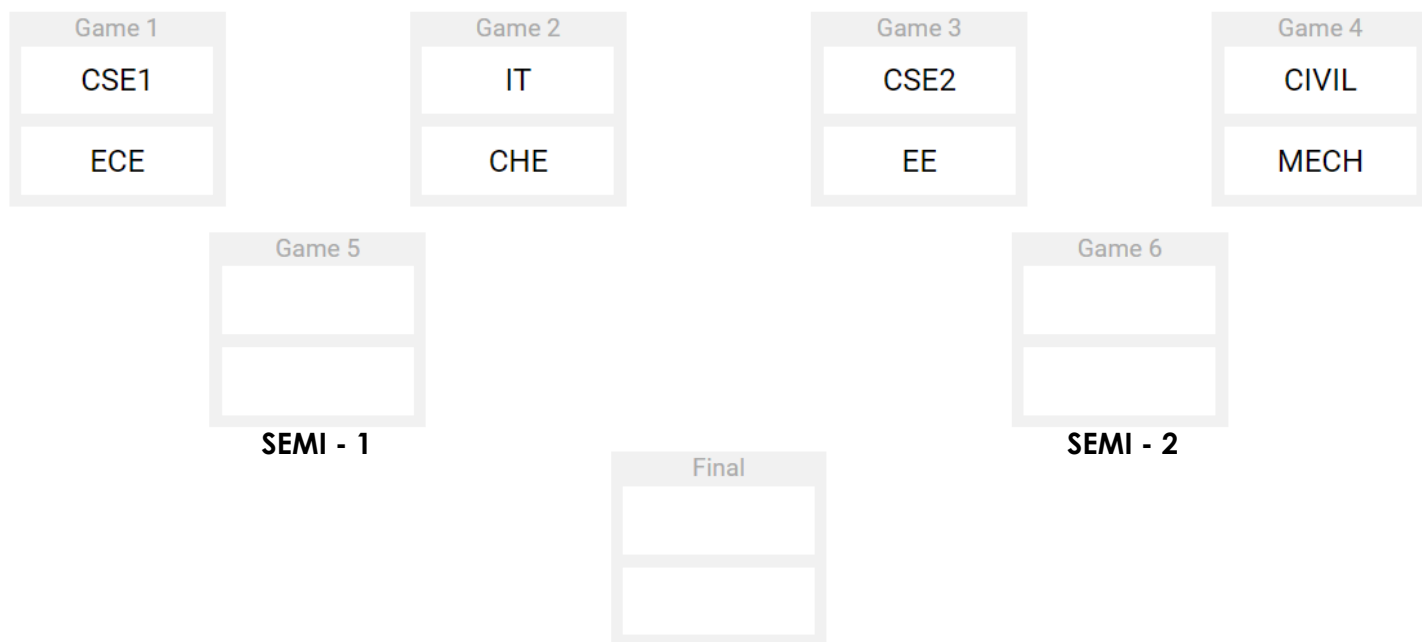 Game 1
CSE1
ECE
Game 2
IT
CHE
Game 3
CSE2
EE
Game 4
CIVIL
MECH
Game 5
SEMI - 1
Game 6
SEMI - 2
Final